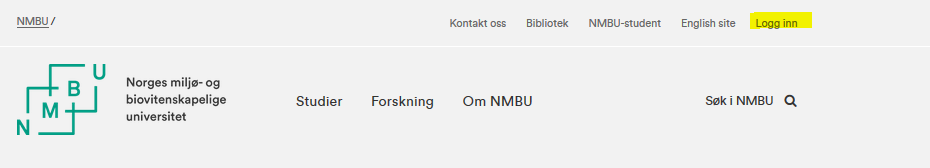 NMBU /
Kontakt oss Bibliotek NMBU-student English site Logg inn
N M B U
Norges miljø- og
biovitenskapelige
universitet
Studier Forskning Om NMBU
Søk i NMBU